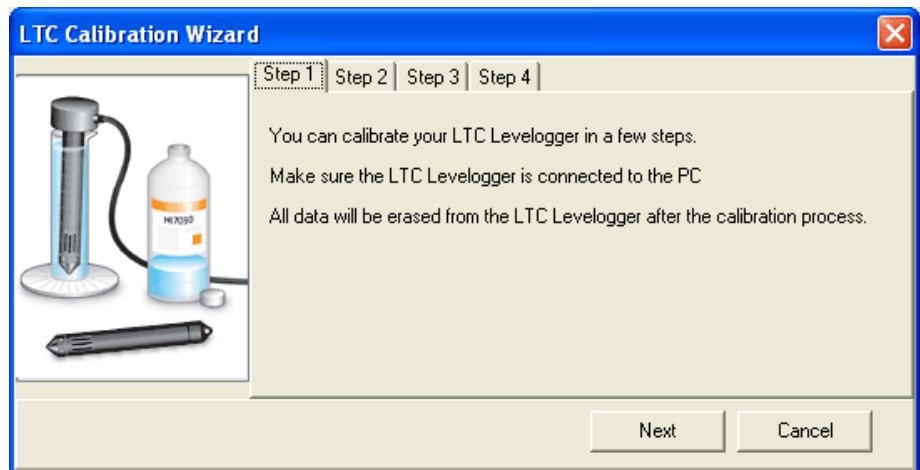 LTC Calibration Wizard
Step 1 Step 2 Step 3 Step 4
You can calibrate your LTC Levelogger in a few steps.
Make sure the LTC Levelogger is connected to the PC
All data will be erased from the LTC Levelogger after the calibration process.
HI7030
Next Cancel